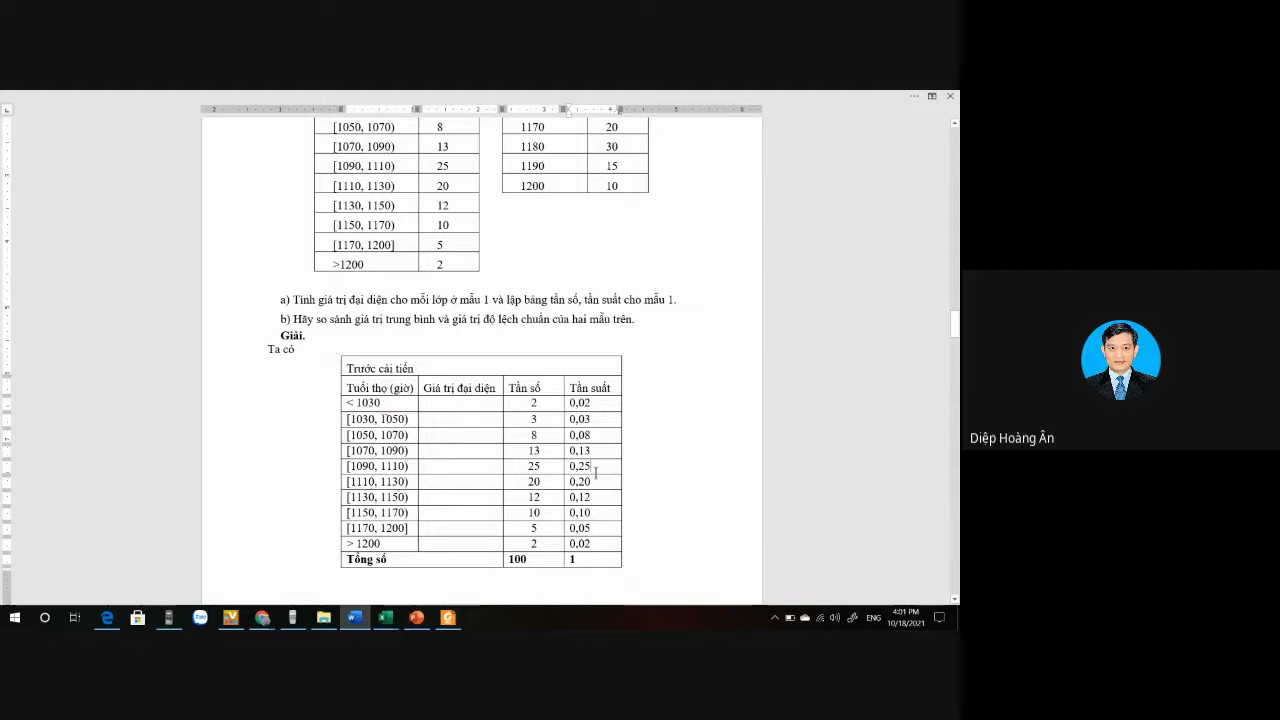 [1050, 1070) 8 1170 20
[1070, 1090) 13 1180 30
[1090, 1110) 25 1190 15
[1110, 1130) 20 1200 10
[1130, 1150) 12
[1150, 1170) 10
[1170, 1200] 5
>1200 2
a) Tính giá trị đại diện cho mỗi lớp ở mẫu 1 và lập bảng tần số, tần suất cho mẫu 1.
b) Hãy so sánh giá trị trung bình và giá trị độ lệch chuẩn của hai mẫu trên.
Giải.
Ta có
Trước cải tiến
Tuổi thọ (giờ) Giá trị đại diện Tần số Tần suất
< 1030 2 0,02
[1030, 1050) 3 0,03
[1050, 1070) 8 0,08
[1070, 1090) 13 0,13
[1090, 1110) 25 0,25
[1110, 1130) 20 0,20
[1130, 1150) 12 0,12
[1150, 1170) 10 0,10
[1170, 1200] 5 0,05
> 1200 2 0,02
Tổng số 100 1
Diệp Hoàng Ân
Zalo
ENG
4:01 PM
10/18/2021